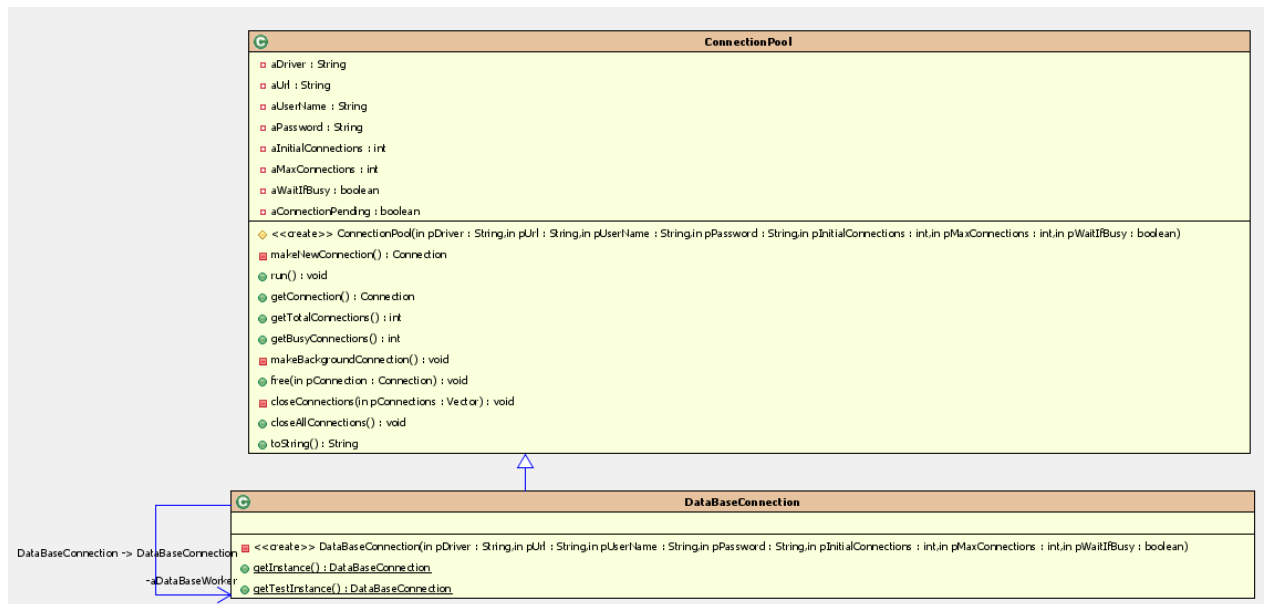 ConnectionPool
aDriver : String
aUrl : String
aUserName : String
aPassword : String
aInitialConnections : int
aMaxConnections : int
aWaitIfBusy : boolean
aConnectionPending : boolean
<<create>> ConnectionPool(in pDriver : String,in pUrl : String,in pUserName : String,in pPassword : String,in pInitialConnections : int,in pMaxConnections : int,in pWaitIfBusy : boolean)
makeNewConnection() : Connection
run() : void
getConnection() : Connection
getTotalConnections() : int
getBusyConnections() : int
makeBackgroundConnection() : void
free(in pConnection : Connection) : void
closeConnections(in pConnections : Vector) : void
closeAllConnections() : void
toString() : String
DataBaseConnection
DataBaseConnection -> DataBaseConnection
<<create>> DataBaseConnection(in pDriver : String,in pUrl : String,in pUserName : String,in pPassword : String,in pInitialConnections : int,in pMaxConnections : int,in pWaitIfBusy : boolean)
getInstance() : DataBaseConnection
-aDataBaseWorker
getTestInstance() : DataBaseConnection